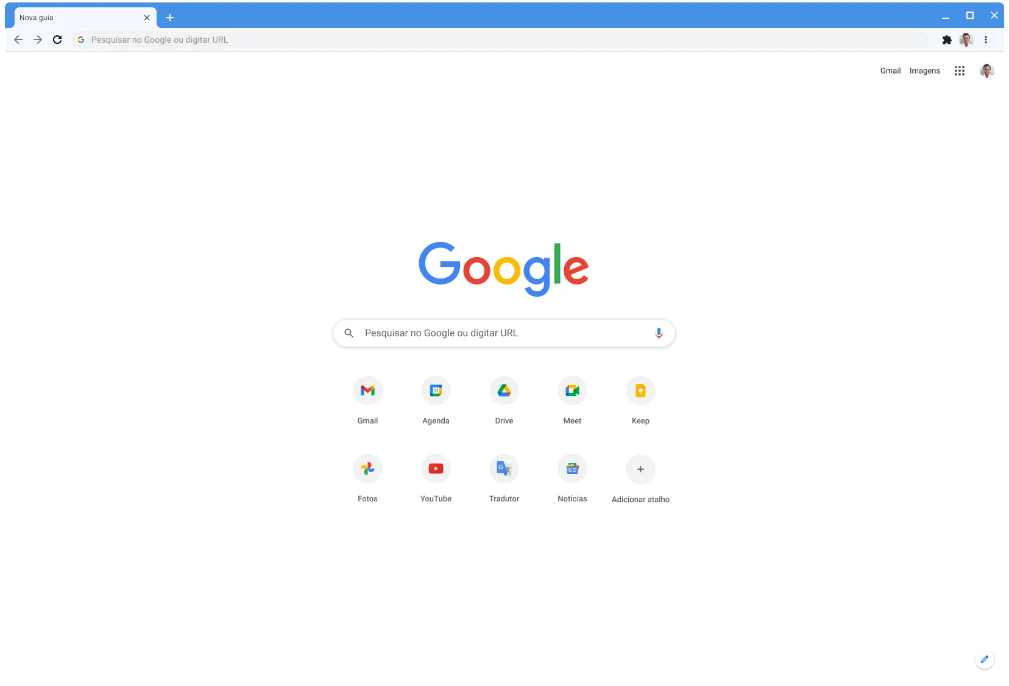 Nova guia
Pesquisar no Google ou digitar URL
Gmail Imagens
Google
Pesquisar no Google ou digitar URL
Gmail Agenda Drive Meet Keep
Fotos YouTube Tradutor Notícias Adicionar atalho